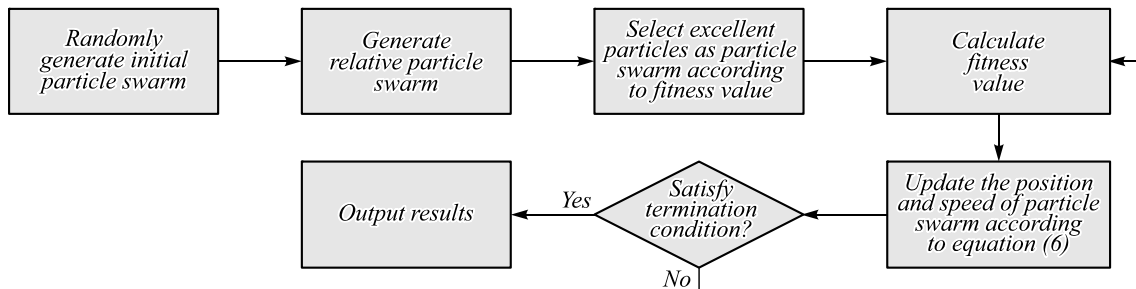 Randomly
generate initial
particle swarm
Generate
relative particle
swarm
Select excellent
particles as particle
swarm according
to fitness value
Calculate
fitness
value
Update the position
and speed of particle
swarm according
to equation (6)
Satisfy
termination
condition?
Yes
Output results
No